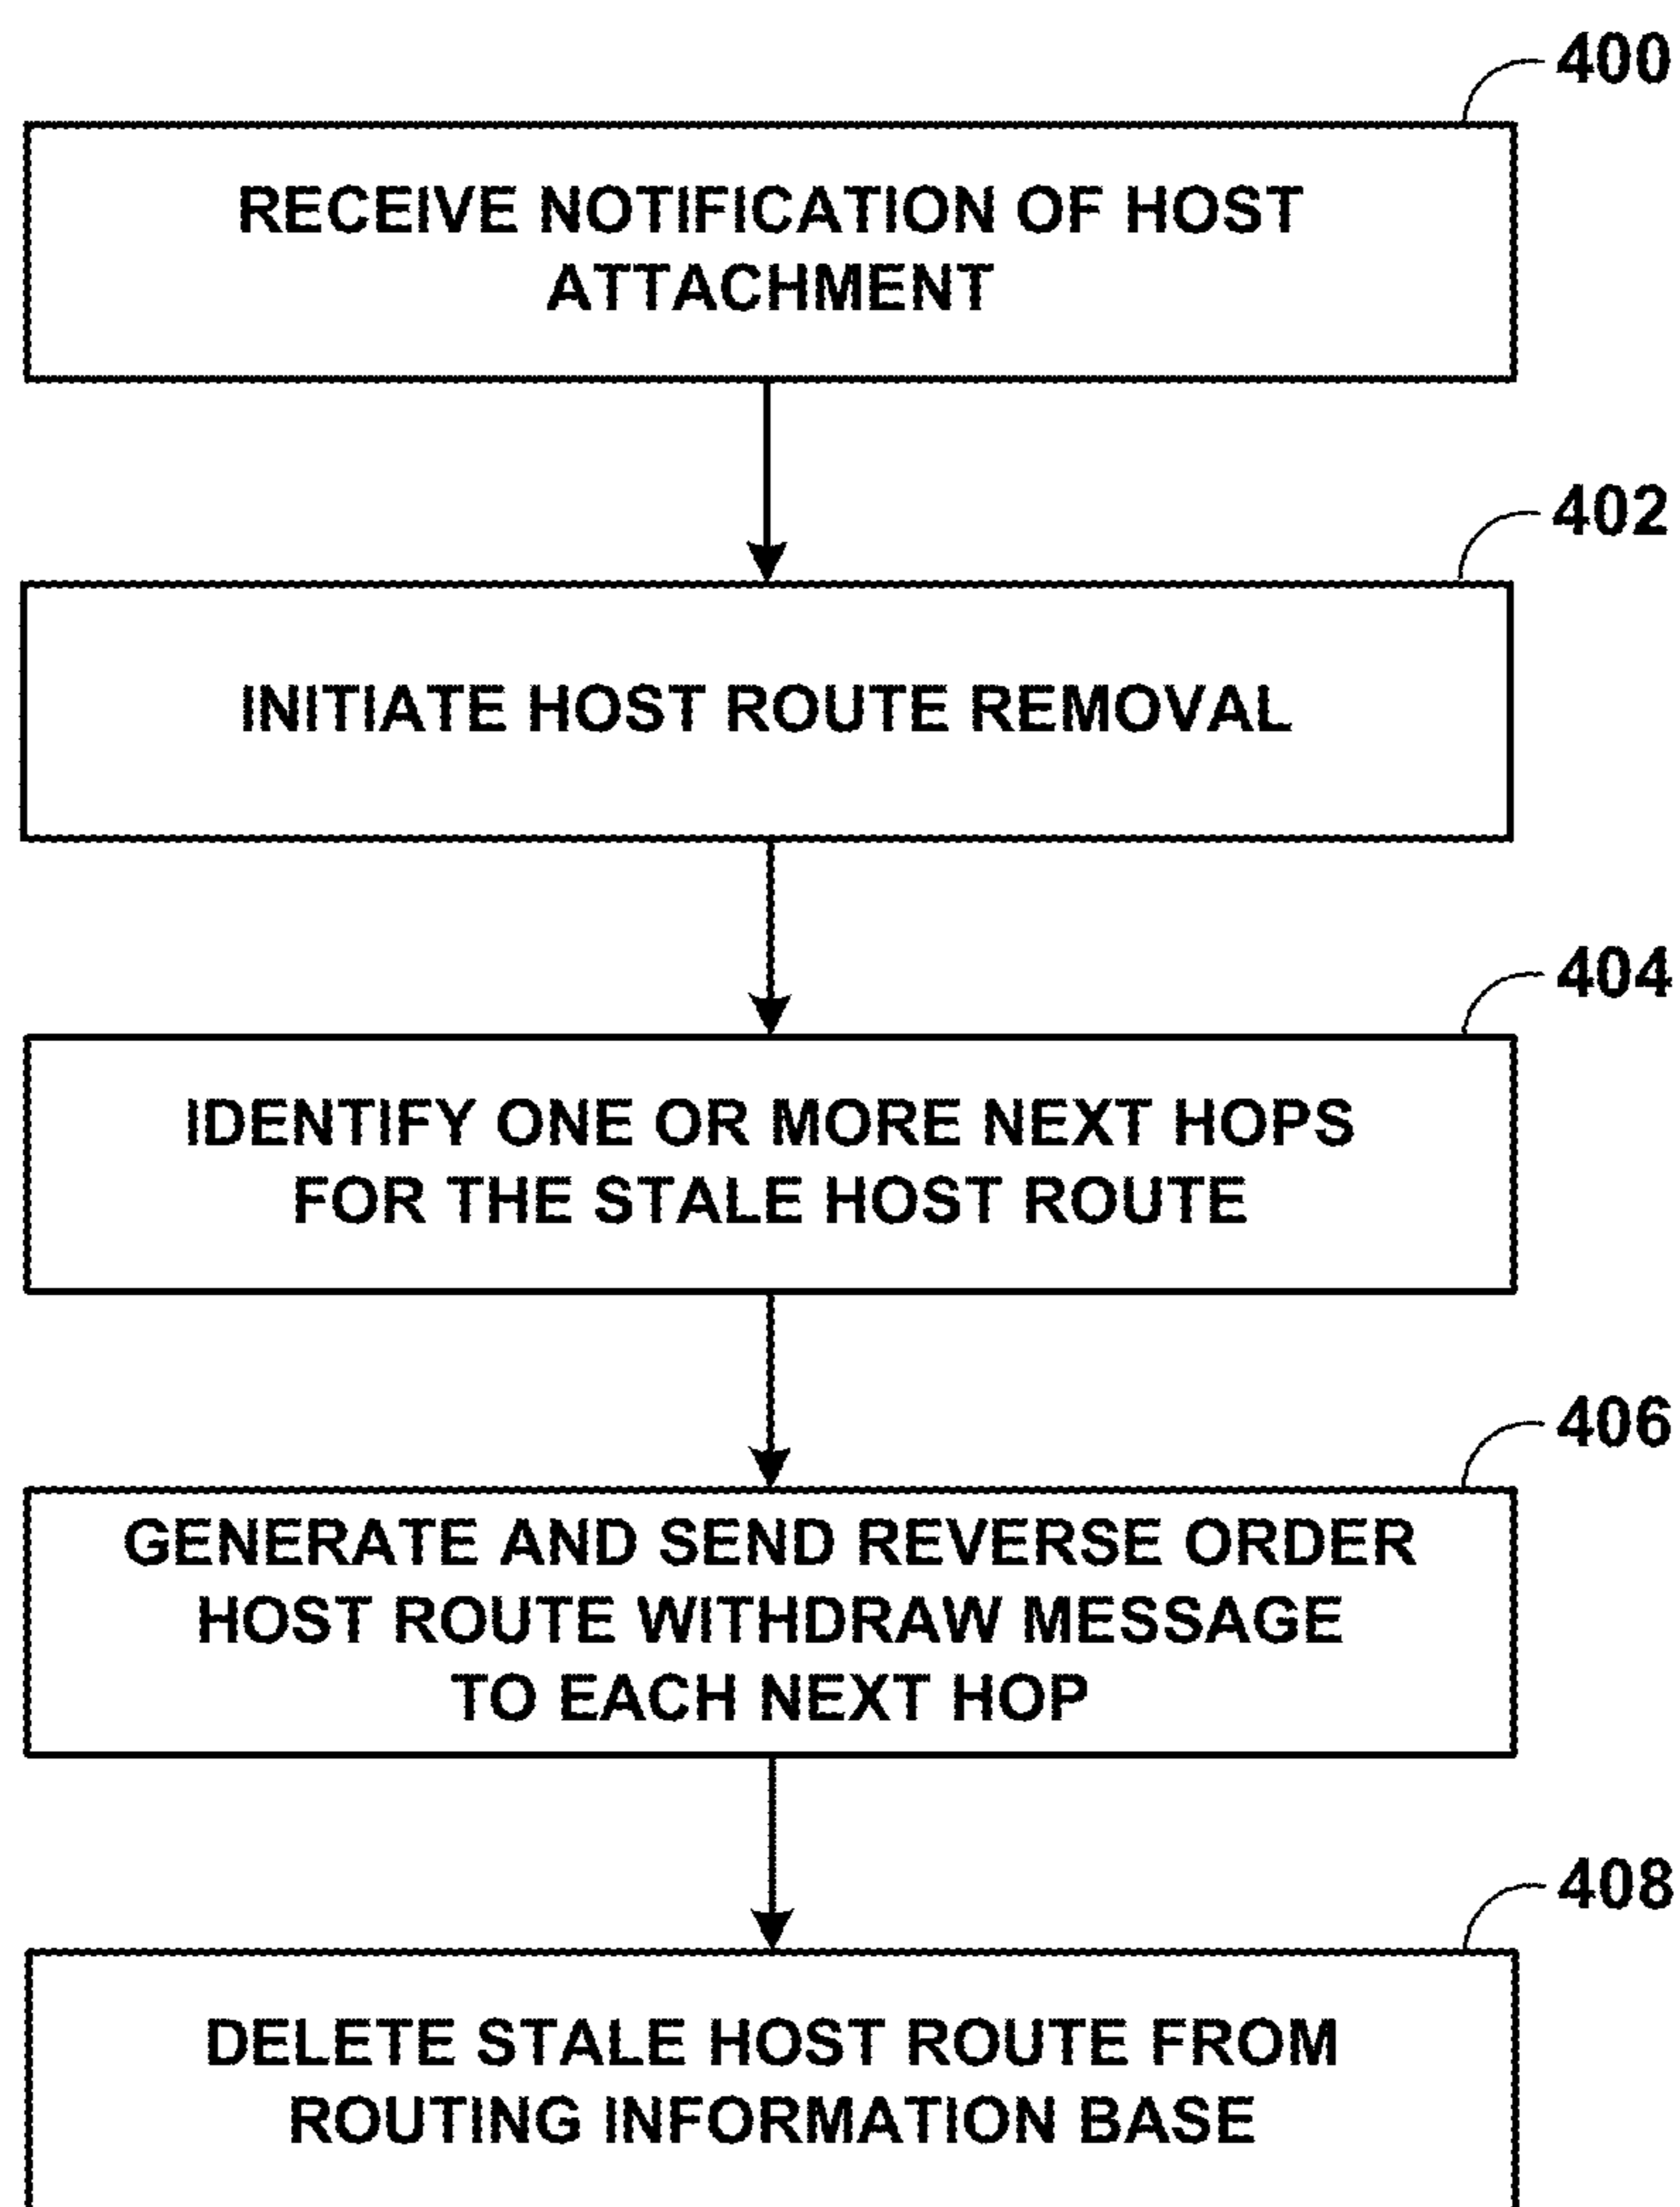 400
RECEIVE NOTIFICATION OF HOST
ATTACHMENT
402
INITIATE HOST ROUTE REMOVAL
404
IDENTIFY ONE OR MORE NEXT HOPS
FOR THE STALE HOST ROUTE
406
GENERATE AND SEND REVERSE ORDER
HOST ROUTE WITHDRAW MESSAGE
TO EACH NEXT HOP
408
DELETE STALE HOST ROUTE FROM
ROUTING INFORMATION BASE